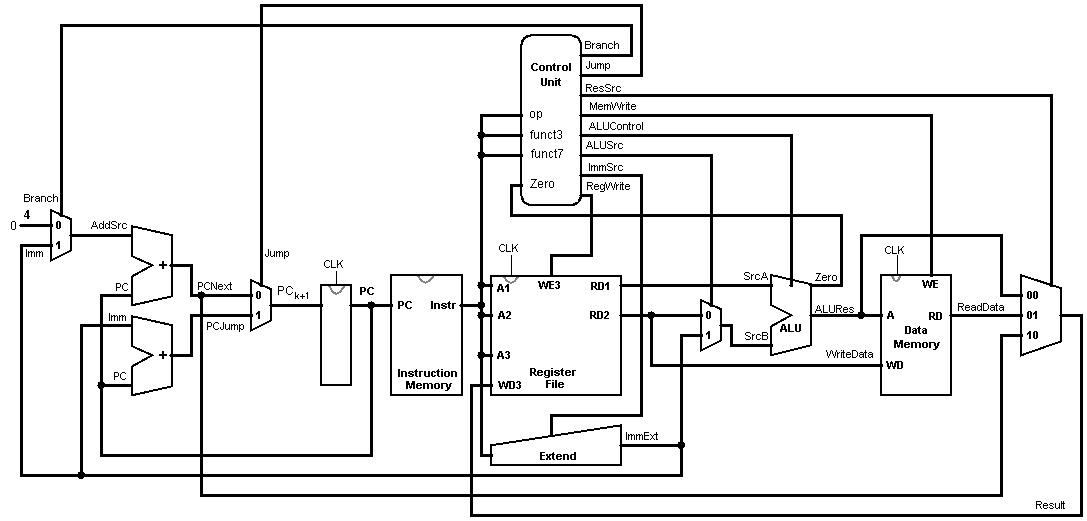 Branch
Control
Unit
Jump
ResSrc
MemWrite
op
ALUControl
funct3
ALUSrc
funct7
ImmSrc
Zero
RegWrite
Branch
4
0
0
AddSrc
1
Imm
+
PC
PCNext
Jump
CLK
PC
0
PCk+1
1
PCJump
Imm
+
PC
CLK
PC
Instr
Instruction
Memory
A1
WE3
RD1
A2
RD2
A3
Register
File
WD3
Extend
ImmExt
0
1
SrcA
Zero
ALU
ALURes
SrcB
WriteData
CLK
WE
A
RD
ReadData
Data
Memory
WD
00
01
10
Result